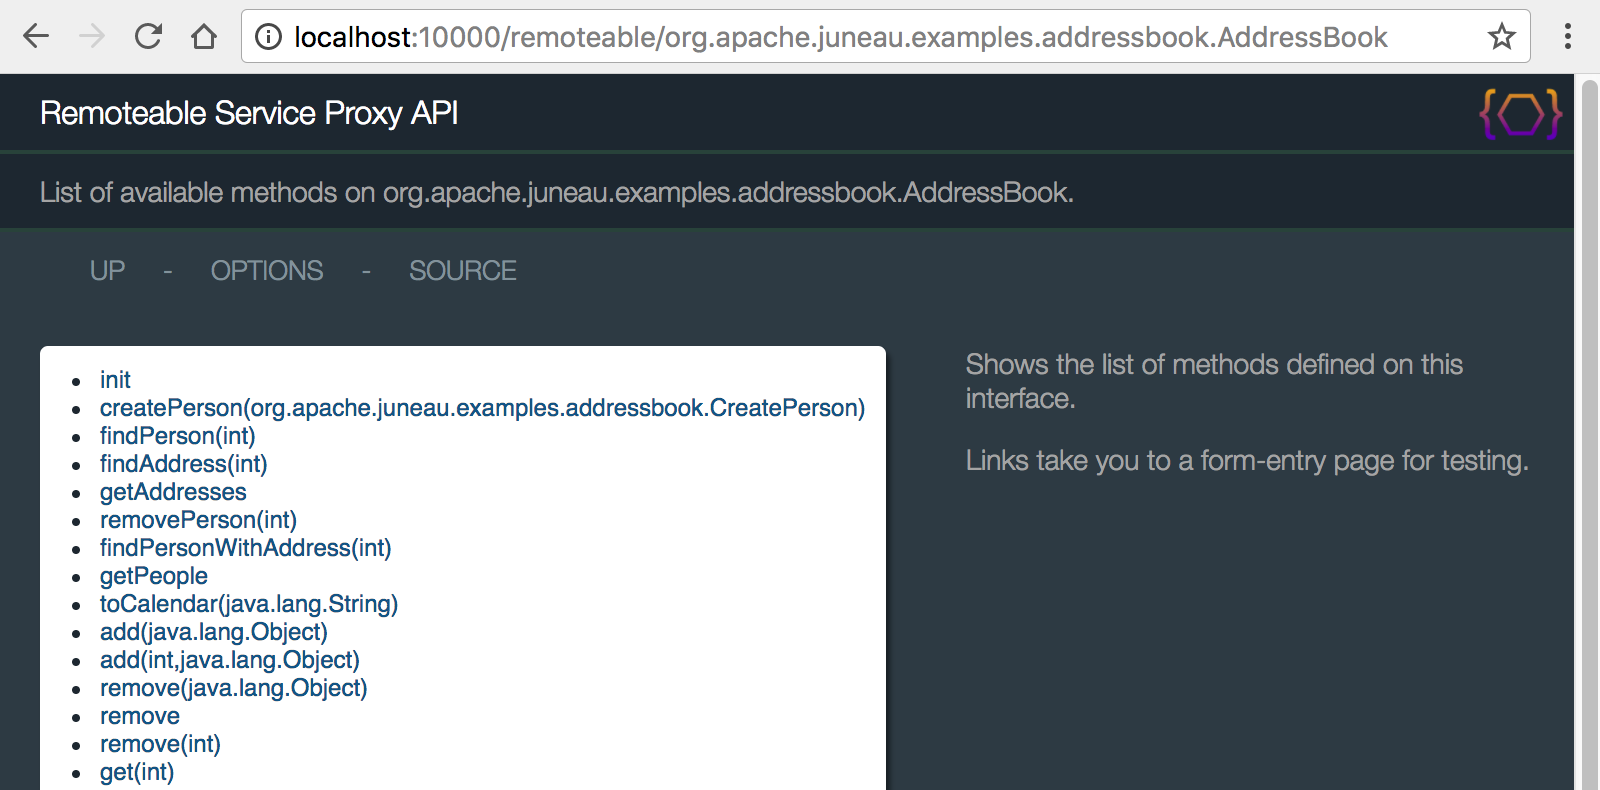 localhost:10000/remoteable/org.apache.juneau.examples.addressbook.AddressBook
Remoteable Service Proxy API
List of available methods on org.apache.juneau.examples.addressbook.AddressBook.
UP - OPTIONS - SOURCE
• init
• createPerson(org.apache.juneau.examples.addressbook.CreatePerson)
• findPerson(int)
• findAddress(int)
• getAddresses
• removePerson(int)
• findPersonWithAddress(int)
• getPeople
• toCalendar(java.lang.String)
• add(java.lang.Object)
• add(int,java.lang.Object)
• remove(java.lang.Object)
• remove
• remove(int)
• get(int)
Shows the list of methods defined on this
interface.
Links take you to a form-entry page for testing.